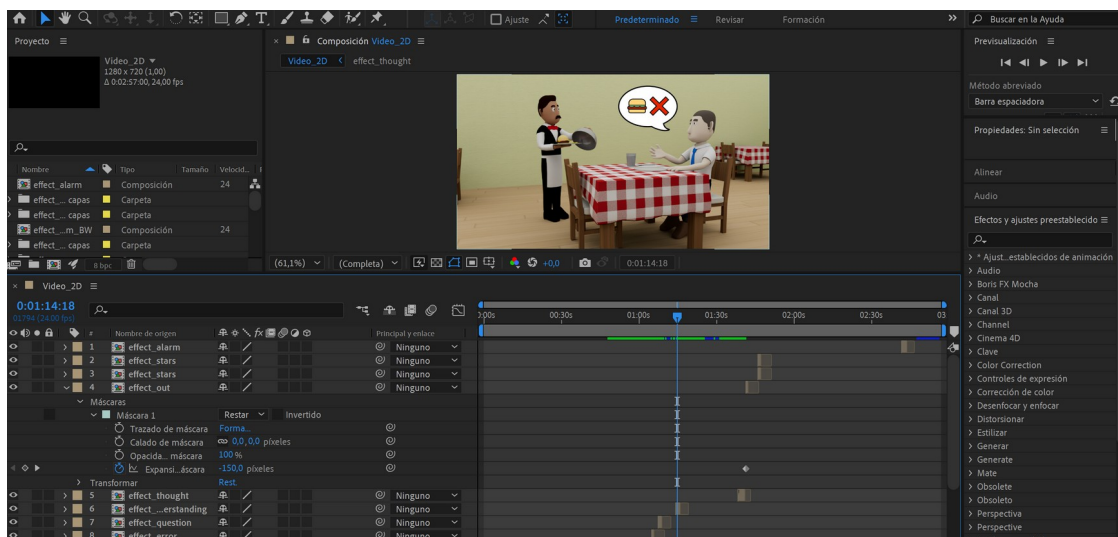 Ajuste
Predeterminado
Revisar
Formación
Buscar en la Ayuda
Proyecto
Video_2D
1280 x 720 (1,00)
Δ 0:02:57:00, 24,00 fps
Nombre Tipo Tamaño Velocid...
effect_alarm Composición 24
effect_... capas Carpeta
effect_... capas Carpeta
effect_...m_BW Composición 24
effect_... capas Carpeta
8 bpc
Composición Video_2D
Video_2D effect_thought
(61,1%) (Completa) +0,0 0:01:14:18
Previsualización
Método abreviado
Barra espaciadora
Propiedades: Sin selección
Alinear
Audio
Efectos y ajustes preestablecido
* Ajust...establecidos de animación
Audio
Boris FX Mocha
Canal
Canal 3D
Channel
Cinema 4D
Clave
Color Correction
Controles de expresión
Corrección de color
Desenfocar y enfocar
Distorsionar
Estilizar
Generar
Generate
Mate
Obsolete
Obsoleto
Perspectiva
Perspective
Video_2D
0:01:14:18
01794 (24.00 fps)
# Nombre de origen Principal y enlace
1 effect_alarm Ninguno
2 effect_stars Ninguno
3 effect_stars Ninguno
4 effect_out Ninguno
Máscaras
Máscara 1 Restar Invertido
Trazado de máscara Forma...
Calado de máscara 0,0,0,0 píxeles
Opacida... máscara 100 %
Expansi...áscara -150,0 píxeles
Transformar Rest.
5 effect_thought Ninguno
6 effect_...erstanding Ninguno
7 effect_question Ninguno
8 effect_error Ninguno
00s 00:30s 01:00s 01:30s 02:00s 02:30s 03